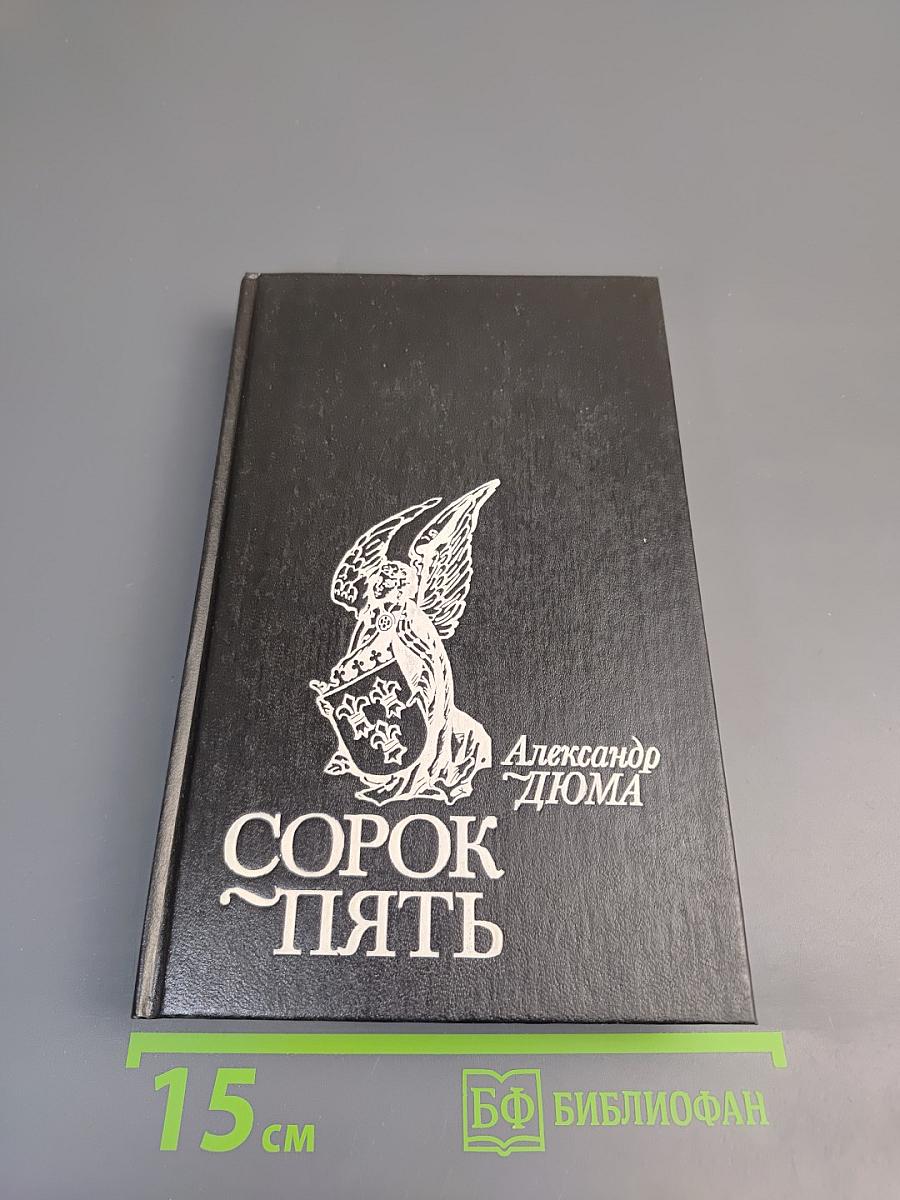 Александр
ДЮМА
СОРОК
ПЯТЬ
15 см
БФ БИБЛИОФАН